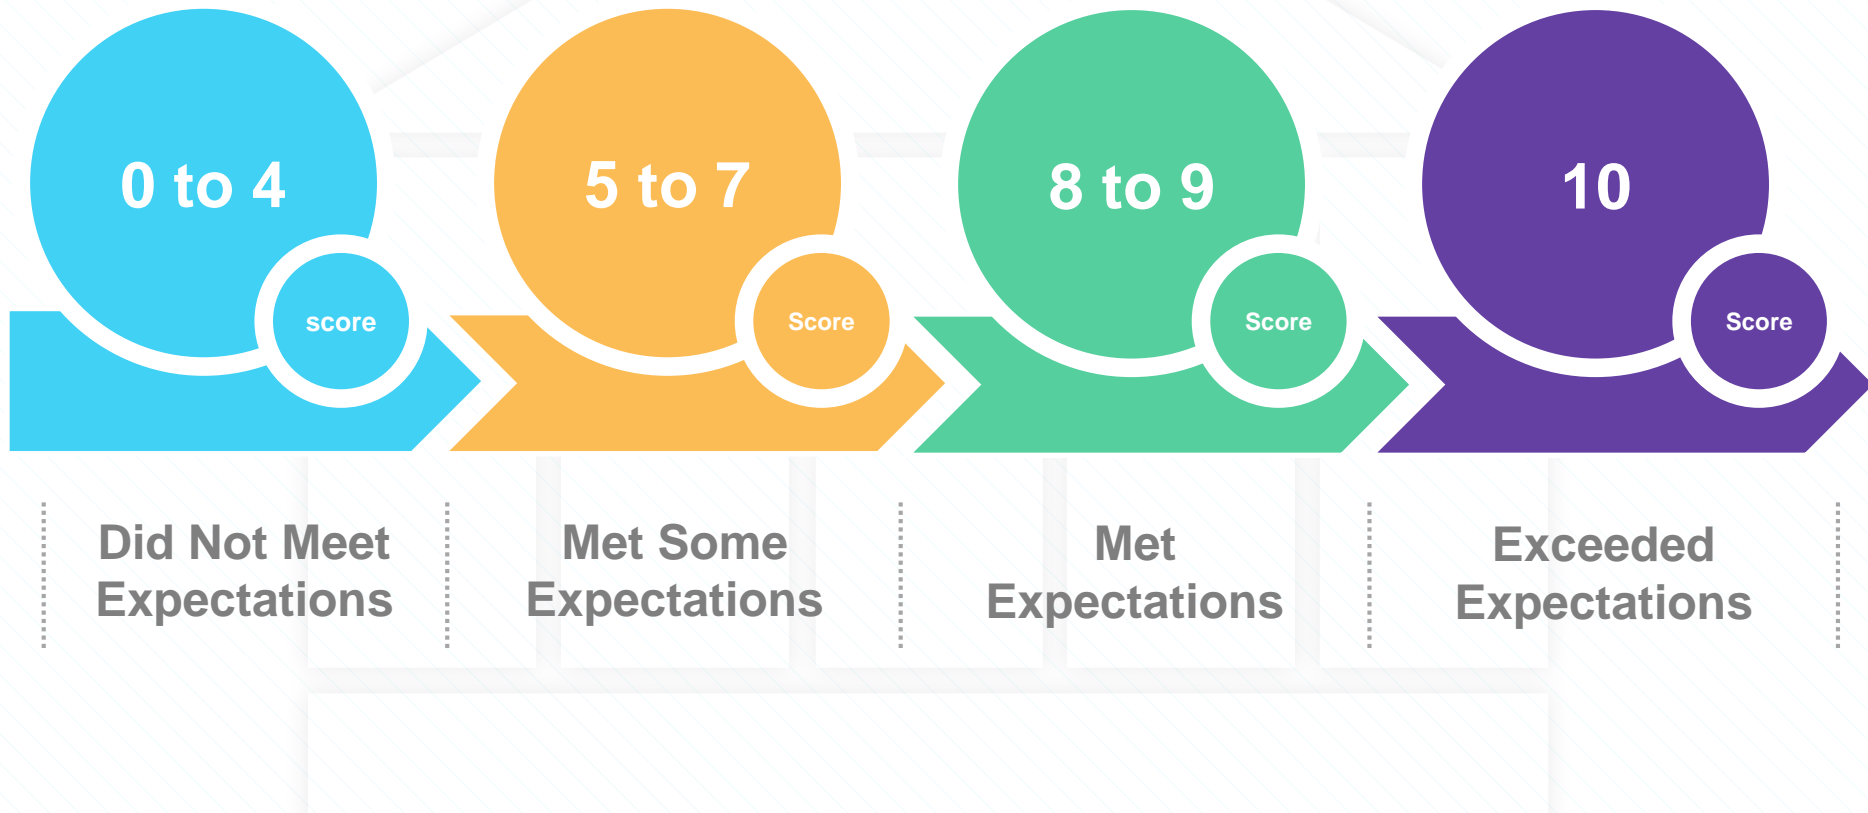 0 to 4
score
5 to 7
Score
8 to 9
Score
10
Score
Did Not Meet
Expectations
Met Some
Expectations
Met
Expectations
Exceeded
Expectations